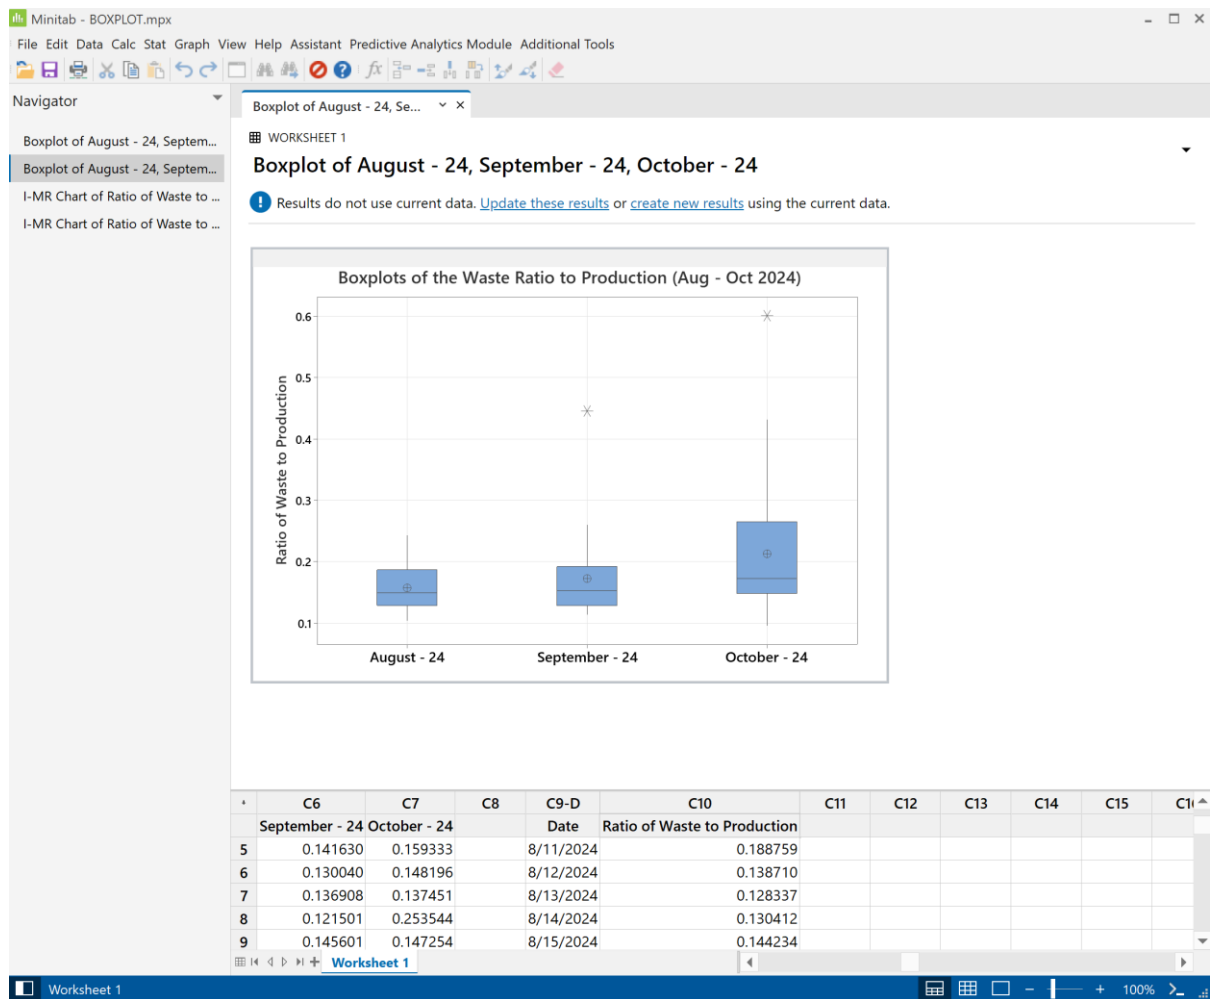 Minitab - BOXPLOT.mpx
File Edit Data Calc Stat Graph View Help Assistant Predictive Analytics Module Additional Tools
Navigator
Boxplot of August - 24, Septem...
Boxplot of August - 24, Septem...
I-MR Chart of Ratio of Waste to ...
I-MR Chart of Ratio of Waste to ...
Boxplot of August - 24, Se...
WORKSHEET 1
Boxplot of August - 24, September - 24, October - 24
Results do not use current data. Update these results or create new results using the current data.
Boxplots of the Waste Ratio to Production (Aug - Oct 2024)
Ratio of Waste to Production
0.6
0.5
0.4
0.3
0.2
0.1
August - 24 September - 24 October - 24
C6 C7 C8 C9-D C10 C11 C12 C13 C14 C15
September - 24 October - 24 Date Ratio of Waste to Production
5 0.141630 0.159333 8/11/2024 0.188759
6 0.130040 0.148196 8/12/2024 0.138710
7 0.136908 0.137451 8/13/2024 0.128337
8 0.121501 0.253544 8/14/2024 0.130412
9 0.145601 0.147254 8/15/2024 0.144234
Worksheet 1
Worksheet 1 100%